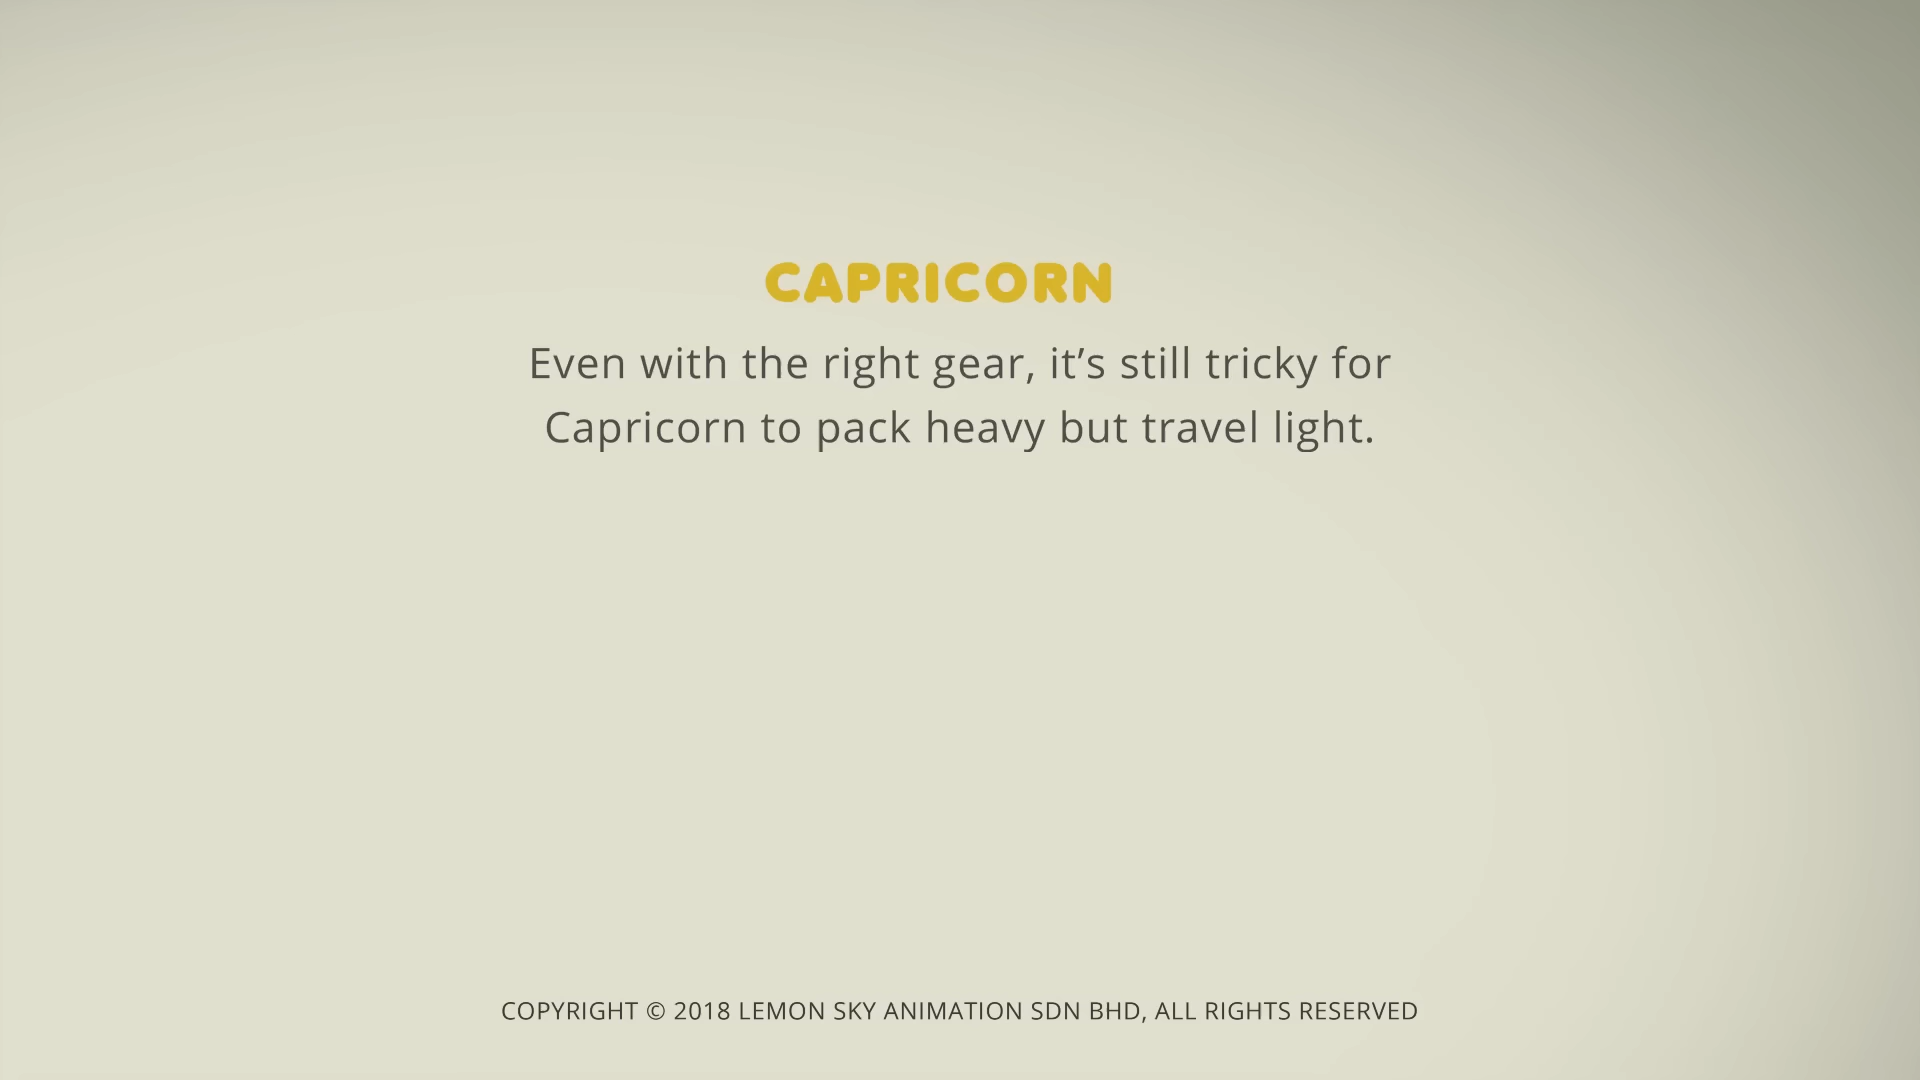 CAPRICORN
Even with the right gear, it’s still tricky for
Capricorn to pack heavy but travel light.
COPYRIGHT © 2018 LEMON SKY ANIMATION SDN BHD, ALL RIGHTS RESERVED